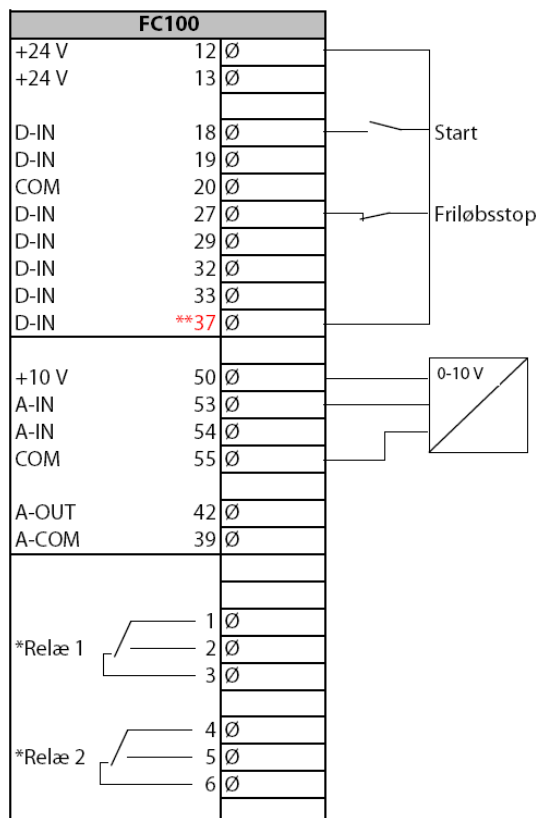 FC100
+24 V 12 Ø
+24 V 13 Ø
D-IN 18 Ø Start
D-IN 19 Ø
COM 20 Ø
D-IN 27 Ø Friløbsstop
D-IN 29 Ø
D-IN 32 Ø
D-IN 33 Ø
D-IN **37 Ø
+10 V 50 Ø 0-10 V
A-IN 53 Ø
A-IN 54 Ø
COM 55 Ø
A-OUT 42 Ø
A-COM 39 Ø
1 Ø
*Relæ 1 2 Ø
3 Ø
4 Ø
*Relæ 2 5 Ø
6 Ø